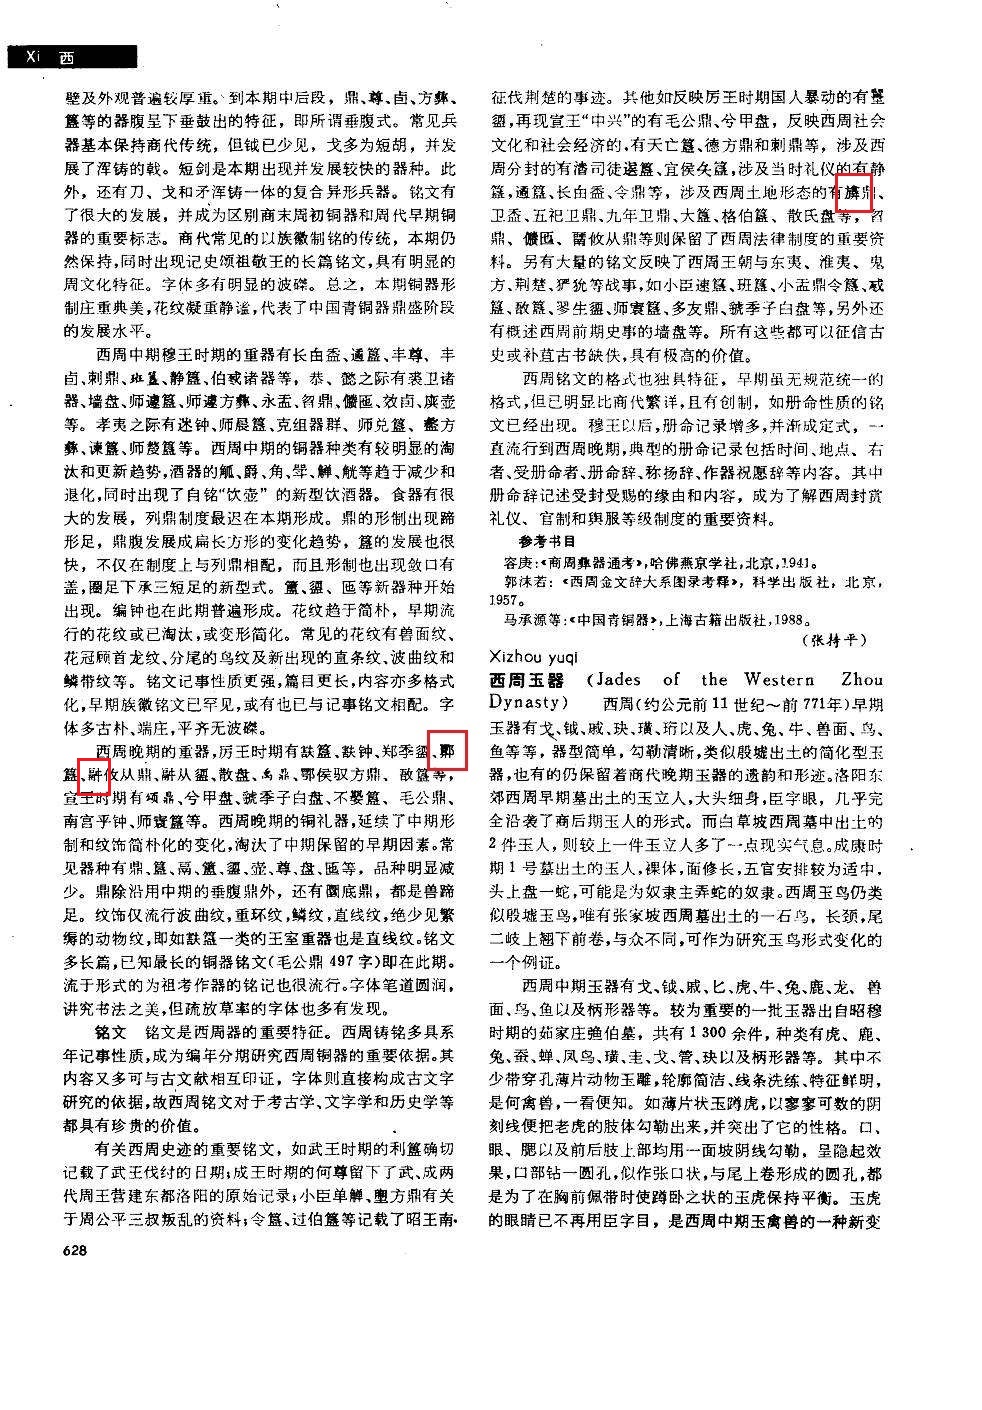 Xi 西
壁及外观普遍较厚重。到本期中后段，鼎、尊、卣、方彝、
簋等的器腹呈下垂鼓出的特征，即所谓垂腹式。常见兵
器基本保持商代传统，但钺已少见，戈多为短胡，并发
展了浑铸的戟。短剑是本期出现并发展较快的器种。此
外，还有刀、戈和矛浑铸一体的复合异形兵器。铭文有
了很大的发展，并成为区别商末周初铜器和周代早期铜
器的重要标志。商代常见的以族徽制铭的传统，本期仍
然保持，同时出现记史颂祖敬王的长篇铭文，具有明显的
周文化特征。字体多有明显的波磔。总之，本期铜器形
制庄重典美，花纹凝重静谧，代表了中国青铜器鼎盛阶段
的发展水平。
西周中期穆王时期的重器有长甶盉、遹簋、丰尊、丰
卣、刺鼎、班簋、静簋、伯㦰诸器等，恭、懿之际有裘卫诸
器、墙盘、师遽簋、师遽方彝、永盂、曶鼎、儵匜、效卣、㾭壶
等。孝夷之际有逨钟、师晨簋、克组器群、师兑簋、盠方
彝、谏簋、师㝨簋等。西周中期的铜器种类有较明显的淘
汰和更新趋势，酒器的觚、爵、角、斝、觯、觥等趋于减少和
退化，同时出现了自铭“饮壶”的新型饮酒器。食器有很
大的发展，列鼎制度最迟在本期形成。鼎的形制出现蹄
形足，鼎腹发展成扁长方形的变化趋势，簋的发展也很
快，不仅在制度上与列鼎相配，而且形制也出现敛口有
盖，圈足下承三短足的新型式。簠、盨、匜等新器种开始
出现。编钟也在此期普遍形成。花纹趋于简朴，早期流
行的花纹或已淘汰，或变形简化。常见的花纹有兽面纹、
花冠顾首龙纹、分尾的鸟纹及新出现的直条纹、波曲纹和
鳞带纹等。铭文记事性质更强，篇目更长，内容亦多格式
化，早期族徽铭文已罕见，或有也已与记事铭文相配。字
体多古朴、端庄，平齐无波磔。
西周晚期的重器，厉王时期有㝬簋、㝬钟、郑季盨、
簋、融攸从鼎、融从盨、散盘、禹鼎、鄂侯驭方鼎、敔簋等，
宣王时期有颂鼎、兮甲盘、虢季子白盘、不㠱簋、毛公鼎、
南宫乎钟、师寰簋等。西周晚期的铜礼器，延续了中期形
制和纹饰简朴化的变化，淘汰了中期保留的早期因素。常
见器种有鼎、簋、鬲、簠、盨、壶、尊、盘、匜等，品种明显减
少。鼎除沿用中期的垂腹鼎外，还有圜底鼎，都是兽蹄
足。纹饰仅流行波曲纹，重环纹，鳞纹，直线纹，绝少见繁
缛的动物纹，即如㝬簋一类的王室重器也是直线纹。铭文
多长篇，已知最长的铜器铭文（毛公鼎 497 字）即在此期。
流于形式的为祖考作器的铭记也很流行。字体笔道圆润，
讲究书法之美，但疏放草率的字体也多有发现。
铭文 铭文是西周器的重要特征。西周铸铭多具系
年记事性质，成为编年分期研究西周铜器的重要依据。其
内容又多可与古文献相互印证，字体则直接构成古文字
研究的依据，故西周铭文对于考古学、文字学和历史学等
都具有珍贵的价值。
有关西周史迹的重要铭文，如武王时期的利簋确切
记载了武王伐纣的日期；成王时期的何尊留下了武、成两
代周王营建东都洛阳的原始记录；小臣单觯、塱方鼎有关
于周公平三叔叛乱的资料；令簋、过伯簋等记载了昭王南
628
征伐荆楚的事迹。其他如反映厉王时期国人暴动的有
盨，再现宣王“中兴”的有毛公鼎、兮甲盘，反映西周社会
文化和社会经济的，有天亡簋、德方鼎和刺鼎等，涉及西
周分封的有渚司徒逘簋、宜侯夨簋，涉及当时礼仪的有静
簋，遹簋、长甶盉、令鼎等，涉及西周土地形态的有鼎、
卫盉、五祀卫鼎、九年卫鼎、大簋、格伯簋、散氏盘等，曶
鼎、儵匜、攸从鼎等则保留了西周法律制度的重要资
料。另有大量的铭文反映了西周王朝与东夷、淮夷、鬼
方、荆楚、严狁等战事，如小臣速簋、班簋、小盂鼎令簋、㦰
簋、敔簋、翏生盨、师寰簋、多友鼎、虢季子白盘等，另外还
有概述西周前期史事的墙盘等。所有这些都可以征信古
史或补苴古书缺佚，具有极高的价值。
西周铭文的格式也独具特征，早期虽无规范统一的
格式，但已明显比商代繁详，且有创制，如册命性质的铭
文已经出现。穆王以后，册命记录增多，并渐成定式，一
直流行到西周晚期，典型的册命记录包括时间、地点、右
者、受册命者、册命辞、称扬辞、作器祝愿辞等内容。其中
册命辞记述受封受赐的缘由和内容，成为了解西周封赏
礼仪、官制和舆服等级制度的重要资料。
参考书目
容庚：《商周彝器通考》，哈佛燕京学社，北京，1941。
郭沫若：《西周金文辞大系图录考释》，科学出版社，北京，
1957。
马承源等：《中国青铜器》，上海古籍出版社，1988。
（张持平）
Xizhou yuqi
西周玉器 （Jades of the Western Zhou
Dynasty） 西周（约公元前 11 世纪～前 771年）早期
玉器有戈、钺、戚、玦、璜、珩以及人、虎、兔、牛、兽面、鸟、
鱼等等，器型简单，勾勒清晰，类似殷墟出土的简化型玉
器，也有的仍保留着商代晚期玉器的遗韵和形迹。洛阳东
郊西周早期墓出土的玉立人，大头细身，臣字眼，几乎完
全沿袭了商后期玉人的形式。而白草坡西周墓中出土的
2 件玉人，则较上一件玉立人多了一点现实气息。成康时
期 1 号墓出土的玉人，裸体，面修长，五官安排较为适中，
头上盘一蛇，可能是为奴隶主弄蛇的奴隶。西周玉鸟仍类
似殷墟玉鸟，唯有张家坡西周墓出土的一石鸟，长颈，尾
二岐上翘下前卷，与众不同，可作为研究玉鸟形式变化的
一个例证。
西周中期玉器有戈、钺、戚、匕、虎、牛、兔、鹿、龙、兽
面、鸟、鱼以及柄形器等。较为重要的一批玉器出自昭穆
时期的茹家庄㢭伯墓，共有 1 300 余件，种类有虎、鹿、
兔、蚕、蝉、凤鸟、璜、圭、戈、管、玦以及柄形器等。其中不
少带穿孔薄片动物玉雕，轮廓简洁、线条洗练、特征鲜明，
是何禽兽，一看便知。如薄片状玉蹲虎，以寥寥可数的阴
刻线便把老虎的肢体勾勒出来，并突出了它的性格。口、
眼、腮以及前后肢上部均用一面坡阴线勾勒，呈隐起效
果，口部钻一圆孔，似作张口状，与尾上卷形成的圆孔，都
是为了在胸前佩带时使蹲卧之状的玉虎保持平衡。玉虎
的眼睛已不再用臣字目，是西周中期玉禽兽的一种新变